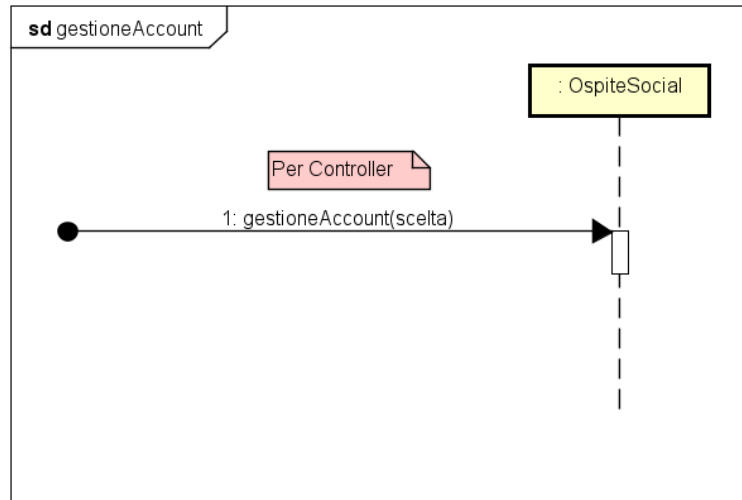 sd gestioneAccount
: OspiteSocial
Per Controller
1: gestioneAccount(scelta)